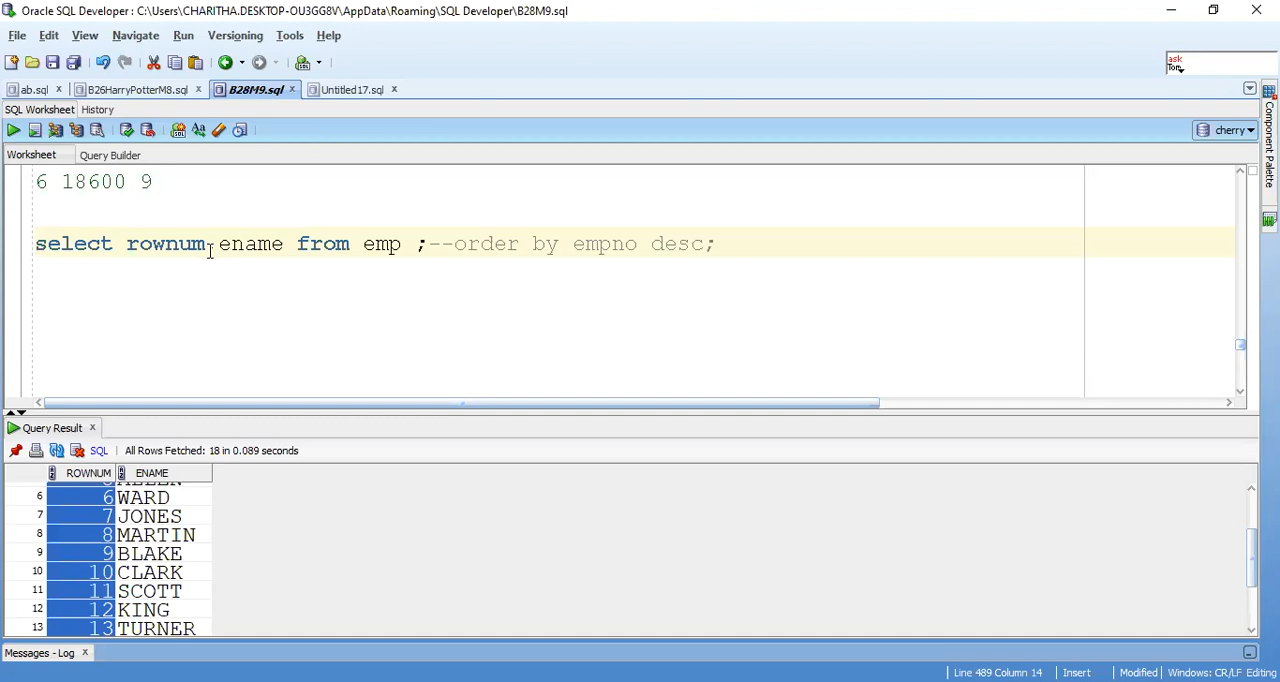 Oracle SQL Developer : C:\Users\CHARITHA.DESKTOP-OU3GG8V\AppData\Roaming\SQL Developer\B28M9.sql
File Edit View Navigate Run Versioning Tools Help
ask
Tom
ab.sql B26HarryPotterM8.sql B28M9.sql Untitled17.sql
SQL Worksheet History
cherry
Worksheet Query Builder
Component Palette
6 18600 9
select rownum ename from emp ;--order by empno desc;
Query Result
SQL All Rows Fetched: 18 in 0.089 seconds
ROWNUM ENAME
6 6 WARD
7 7 JONES
8 8 MARTIN
9 9 BLAKE
10 10 CLARK
11 11 SCOTT
12 12 KING
13 13 TURNER
Messages - Log
Line 489 Column 14 Insert Modified Windows: CR/LF Editing